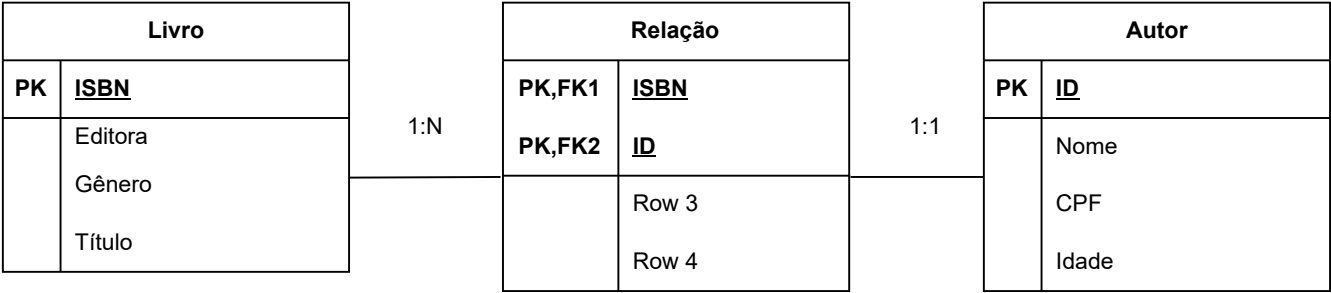 Livro
PK ISBN
Editora
Gênero
Título
1:N
Relação
PK,FK1 ISBN
PK,FK2 ID
Row 3
Row 4
1:1
Autor
PK ID
Nome
CPF
Idade